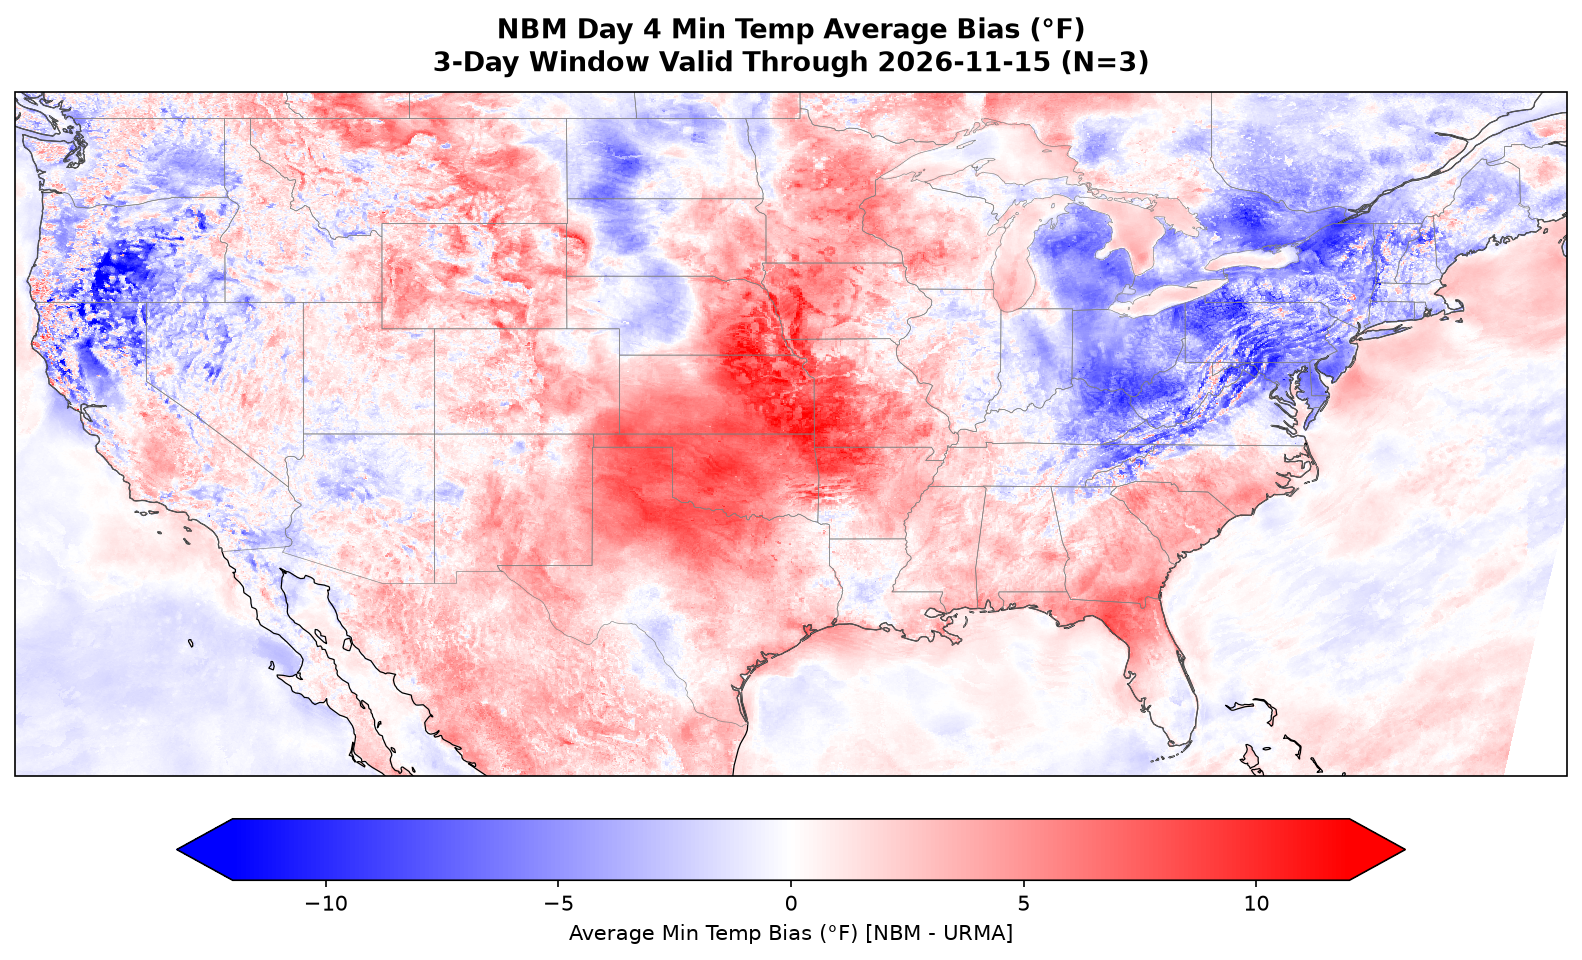 NBM Day 4 Min Temp Average Bias (°F)
3-Day Window Valid Through 2026-11-15 (N=3)
−10 −5 0 5 10
Average Min Temp Bias (°F) [NBM - URMA]